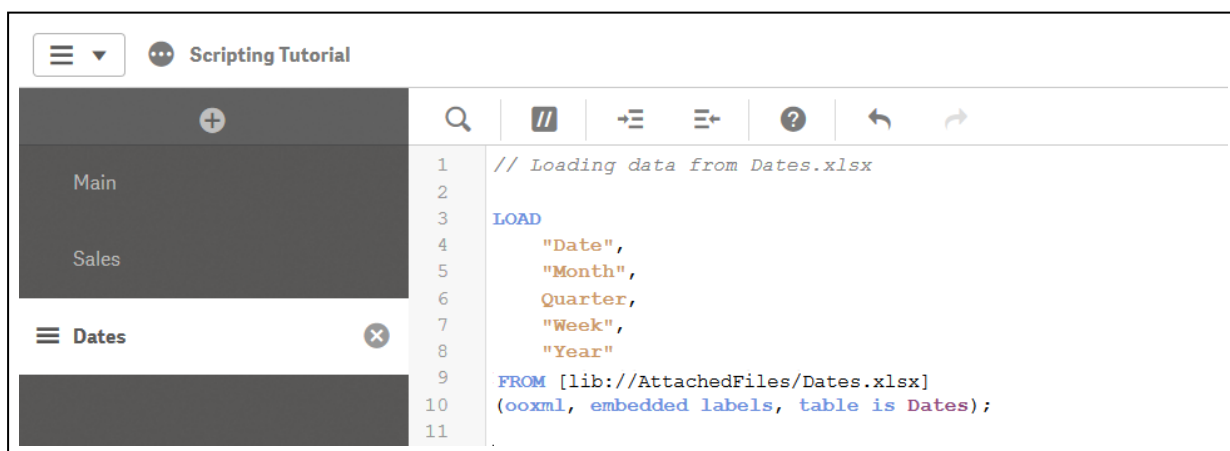 Scripting Tutorial
Main
Sales
Dates
1 // Loading data from Dates.xlsx
2
3 LOAD
4 "Date",
5 "Month",
6 Quarter,
7 "Week",
8 "Year"
9 FROM [lib://AttachedFiles/Dates.xlsx]
10 (ooxml, embedded labels, table is Dates);
11